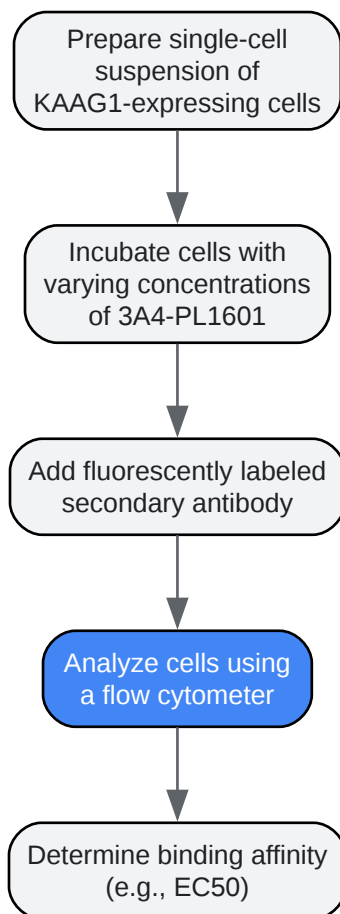 Prepare single-cell
suspension of
KAAG1-expressing cells
Incubate cells with
varying concentrations
of 3A4-PL1601
Add fluorescently labeled
secondary antibody
Analyze cells using
a flow cytometer
Determine binding affinity
(e.g., EC50)